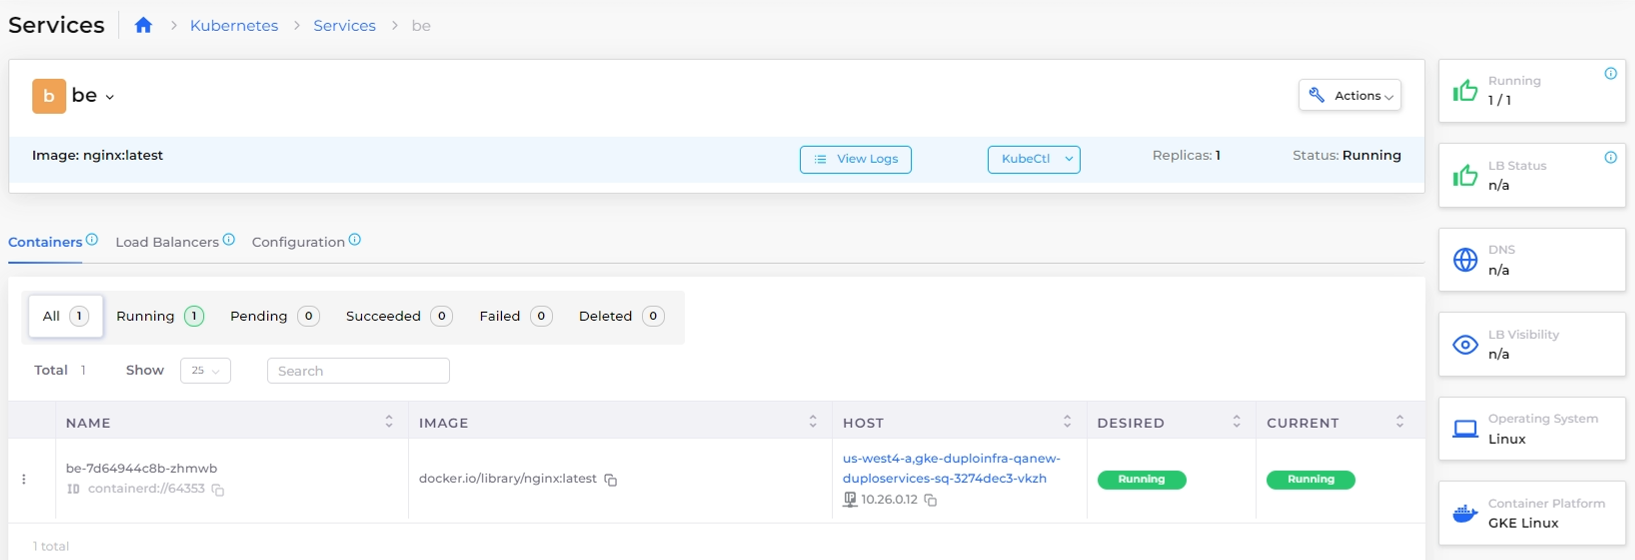 Services
Kubernetes
Services
be
b be
Actions
Image: nginx:latest
View Logs
KubeCtl
Replicas: 1
Status: Running
Containers
Load Balancers
Configuration
All 1
Running 1
Pending 0
Succeeded 0
Failed 0
Deleted 0
Total 1
Show 25
Search
NAME
IMAGE
HOST
DESIRED
CURRENT
be-7d64944c8b-zhmwb
ID containerd://64353
docker.io/library/nginx:latest
us-west4-a,gke-duploinfra-qanew-
duploservices-sq-3274dec3-vkzh
10.26.0.12
Running
Running
1 total
Running
1 / 1
LB Status
n/a
DNS
n/a
LB Visibility
n/a
Operating System
Linux
Container Platform
GKE Linux